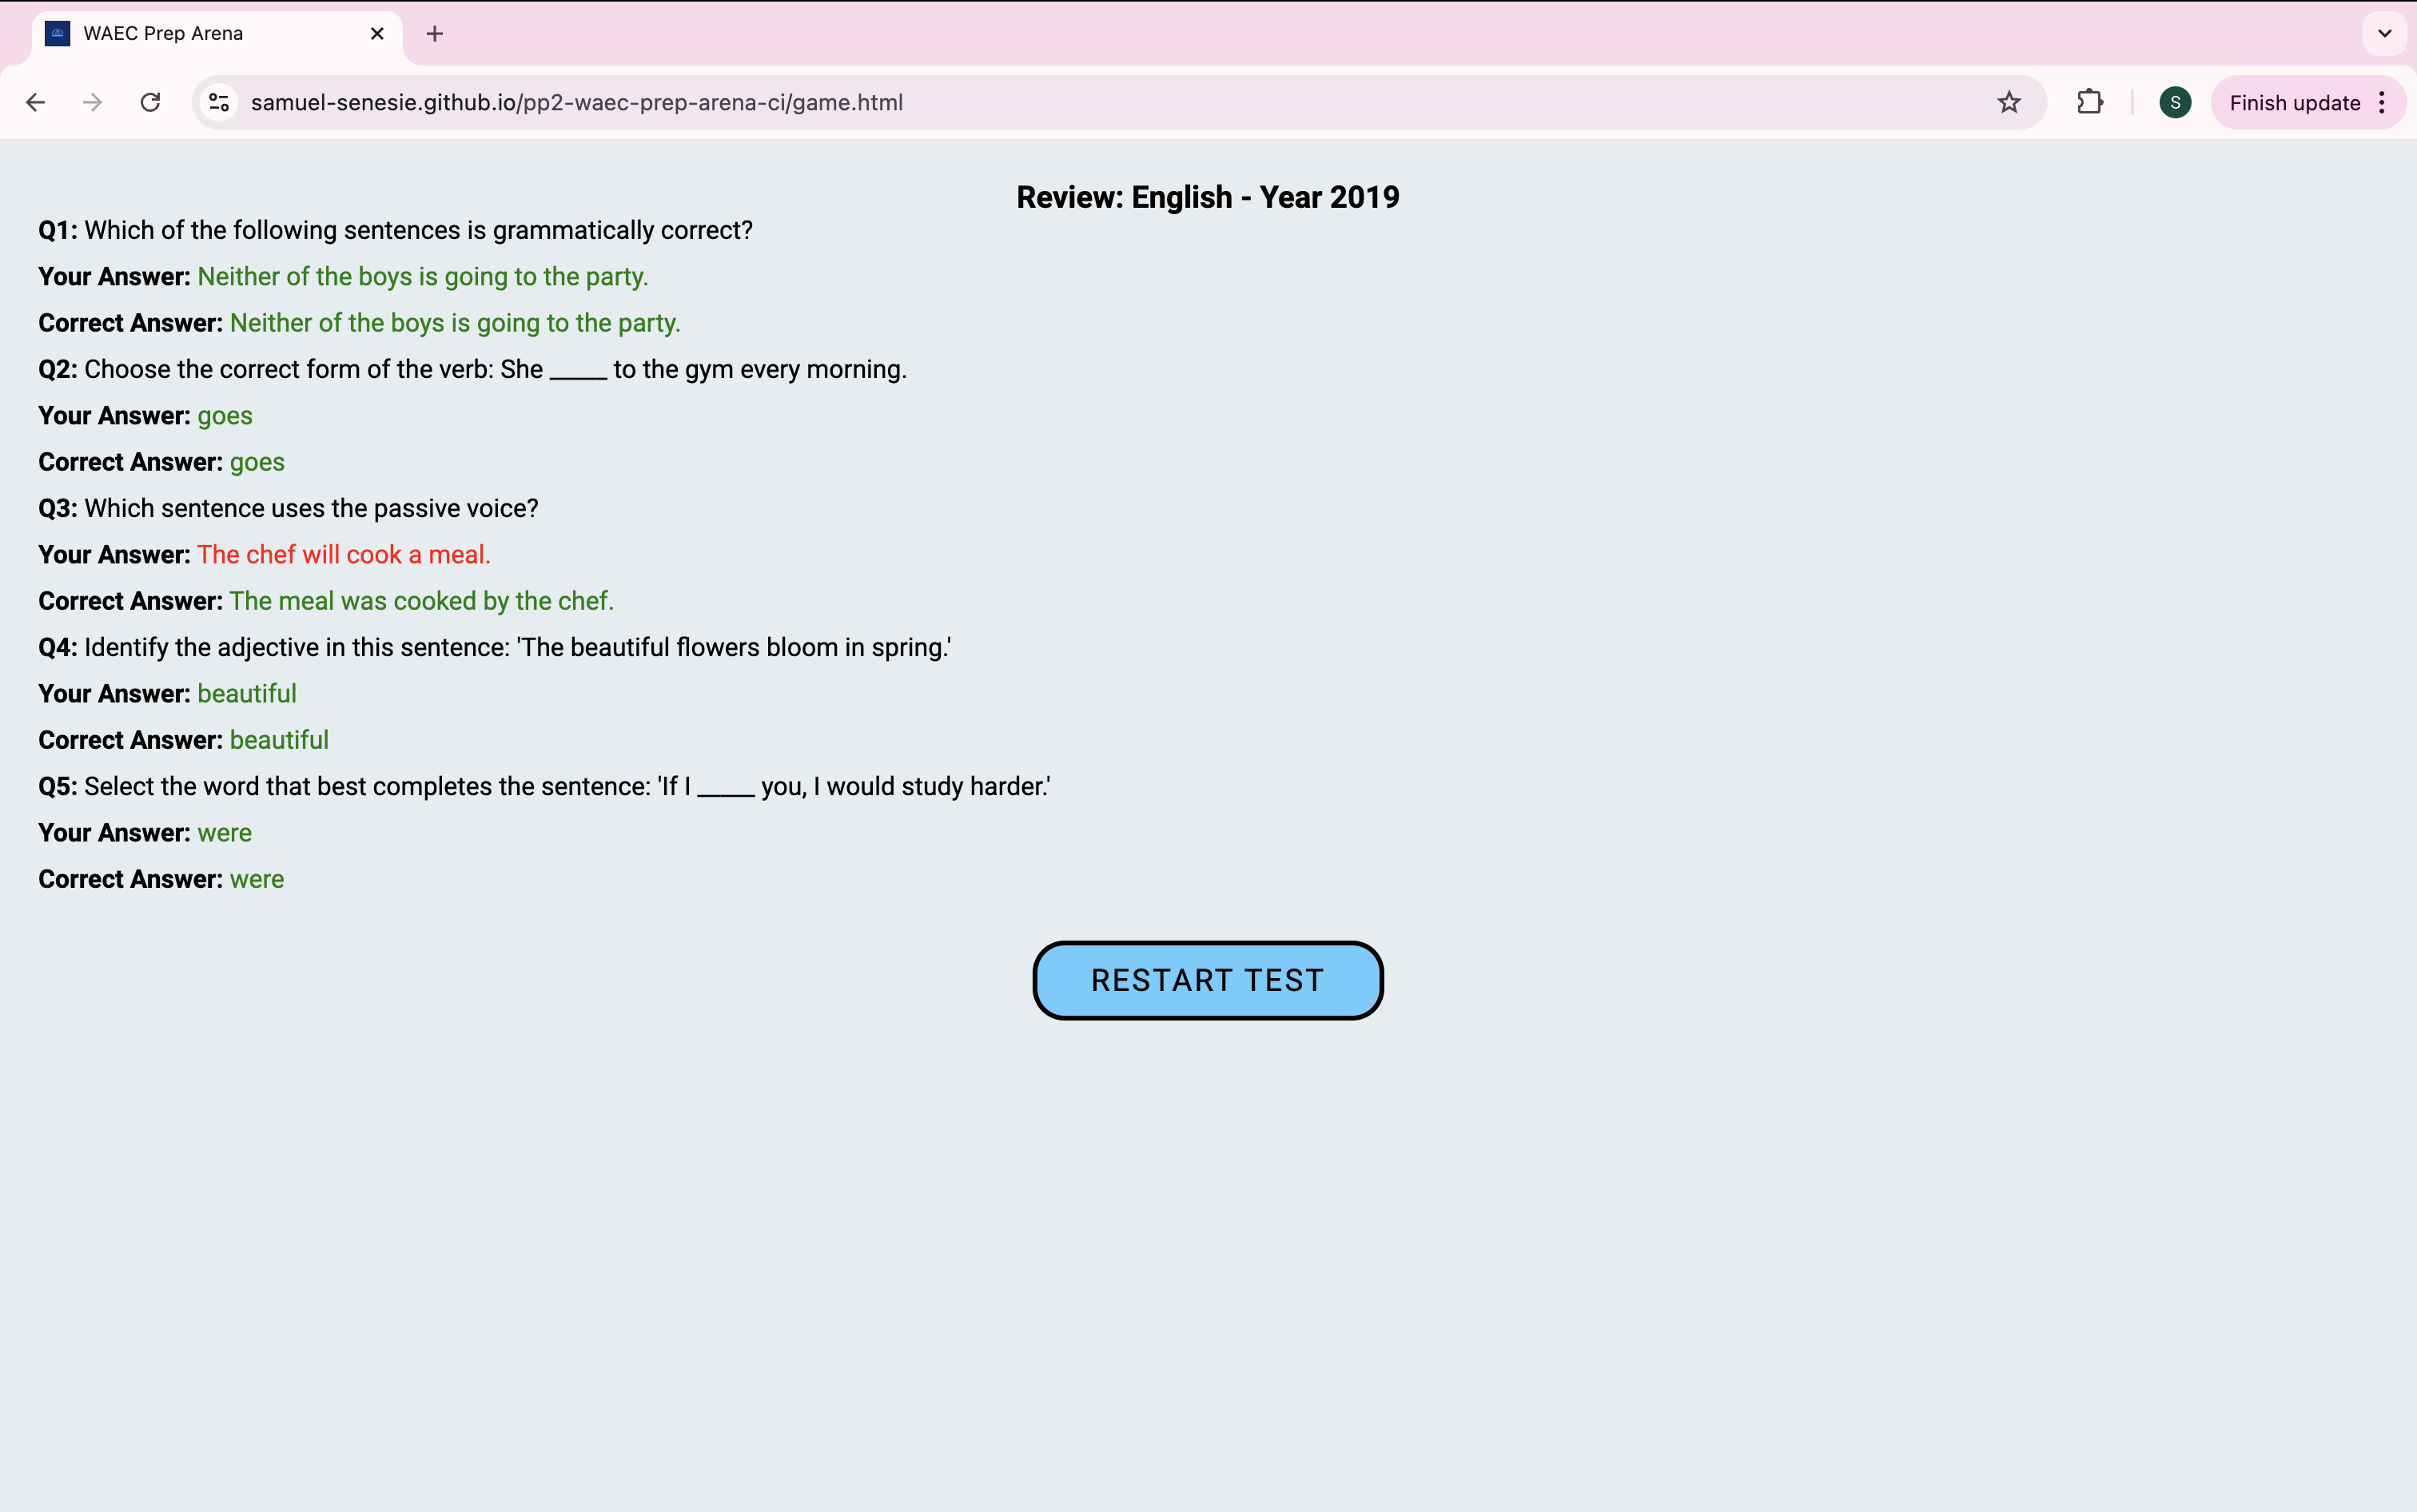 WAEC Prep Arena
samuel-senesie.github.io/pp2-waec-prep-arena-ci/game.html
S
Finish update
Review: English - Year 2019
Q1: Which of the following sentences is grammatically correct?
Your Answer: Neither of the boys is going to the party.
Correct Answer: Neither of the boys is going to the party.
Q2: Choose the correct form of the verb: She _____ to the gym every morning.
Your Answer: goes
Correct Answer: goes
Q3: Which sentence uses the passive voice?
Your Answer: The chef will cook a meal.
Correct Answer: The meal was cooked by the chef.
Q4: Identify the adjective in this sentence: 'The beautiful flowers bloom in spring.'
Your Answer: beautiful
Correct Answer: beautiful
Q5: Select the word that best completes the sentence: 'If I _____ you, I would study harder.'
Your Answer: were
Correct Answer: were
RESTART TEST